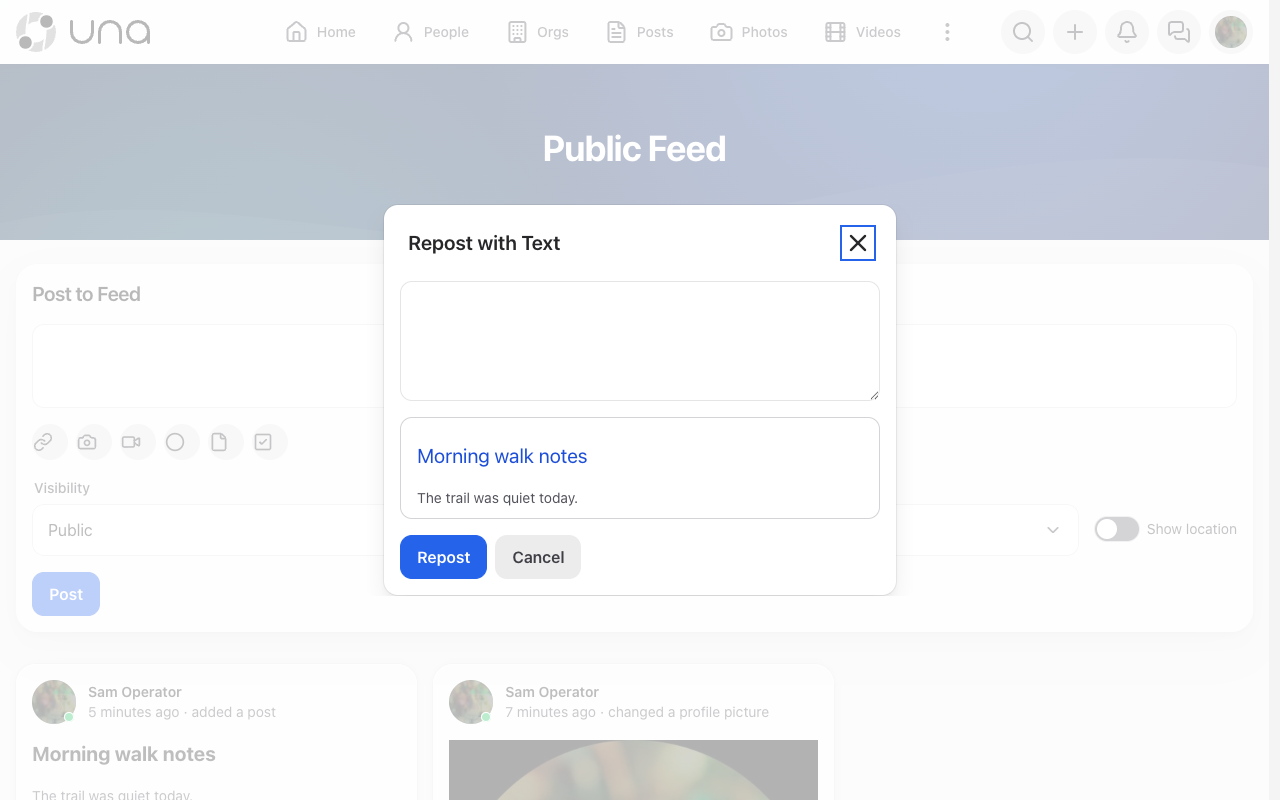 una
Home
People
Orgs
Posts
Photos
Videos
Public Feed
Repost with Text
Post to Feed
Morning walk notes
The trail was quiet today.
Visibility
Public
Show location
Repost
Cancel
Post
Sam Operator
5 minutes ago · added a post
Morning walk notes
The trail was quiet today.
Sam Operator
7 minutes ago · changed a profile picture